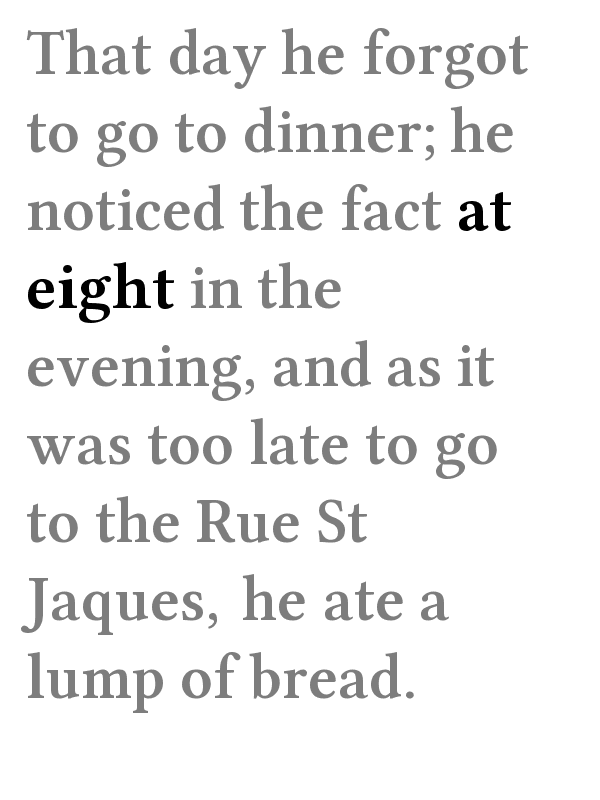 That day he forgot
to go to dinner; he
noticed the fact at
eight in the
evening, and as it
was too late to go
to the Rue St
Jaques, he ate a
lump of bread.